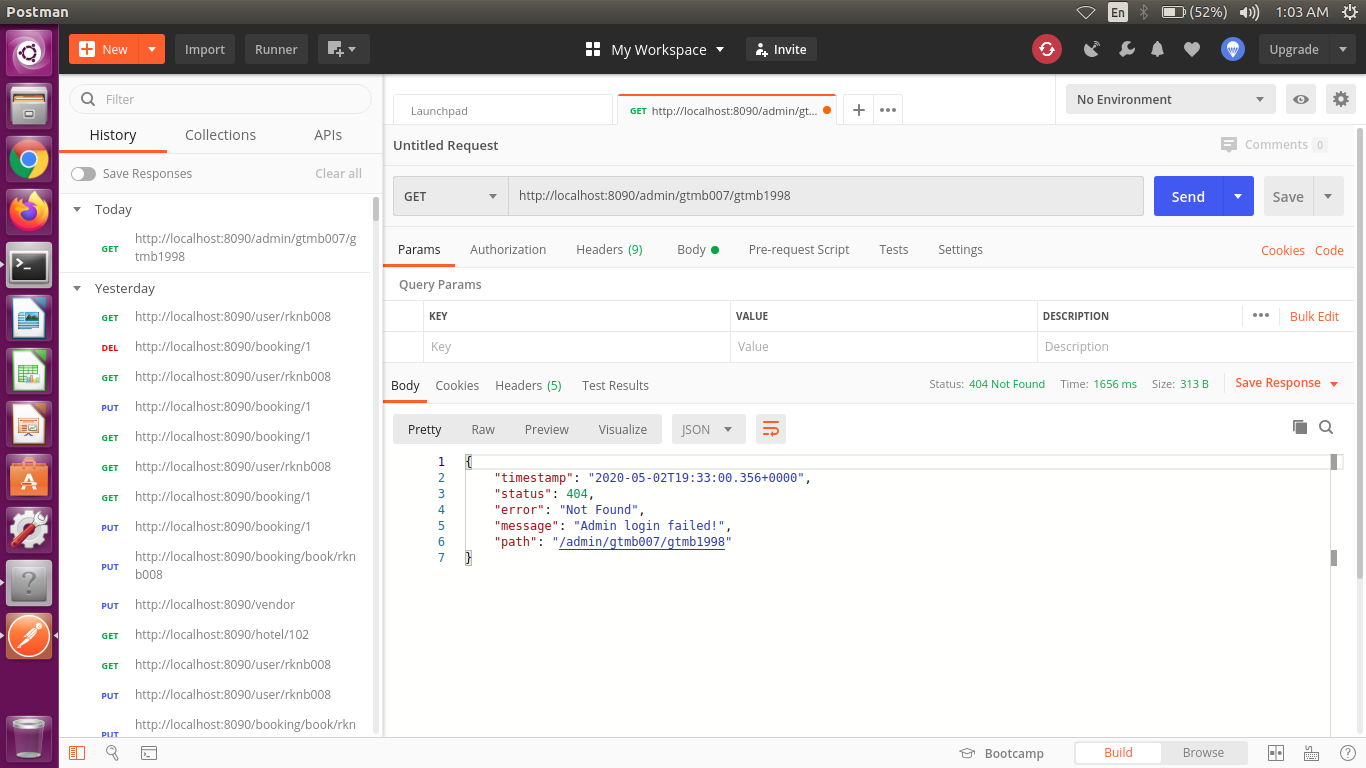 Postman
En
(52%)
1:03 AM
New
Import
Runner
My Workspace
Invite
Upgrade
Filter
History
Collections
APIs
Save Responses
Clear all
Today
GET
http://localhost:8090/admin/gtmb007/g
tmb1998
Yesterday
GET http://localhost:8090/user/rknb008
DEL http://localhost:8090/booking/1
GET http://localhost:8090/user/rknb008
PUT http://localhost:8090/booking/1
GET http://localhost:8090/booking/1
GET http://localhost:8090/user/rknb008
GET http://localhost:8090/booking/1
PUT http://localhost:8090/booking/1
PUT
http://localhost:8090/booking/book/rkn
b008
PUT http://localhost:8090/vendor
GET http://localhost:8090/hotel/102
GET http://localhost:8090/user/rknb008
PUT http://localhost:8090/user/rknb008
http://localhost:8090/booking/book/rkn
PUT
Launchpad
GET http://localhost:8090/admin/gt...
No Environment
Untitled Request
Comments 0
GET
http://localhost:8090/admin/gtmb007/gtmb1998
Send
Save
Params
Authorization
Headers (9)
Body
Pre-request Script
Tests
Settings
Cookies
Code
Query Params
KEY
VALUE
DESCRIPTION
Bulk Edit
Key
Value
Description
Body
Cookies
Headers (5)
Test Results
Status: 404 Not Found
Time: 1656 ms
Size: 313 B
Save Response
Pretty
Raw
Preview
Visualize
JSON
1 {
2 "timestamp": "2020-05-02T19:33:00.356+0000",
3 "status": 404,
4 "error": "Not Found",
5 "message": "Admin login failed!",
6 "path": "/admin/gtmb007/gtmb1998"
7 }
Bootcamp
Build
Browse